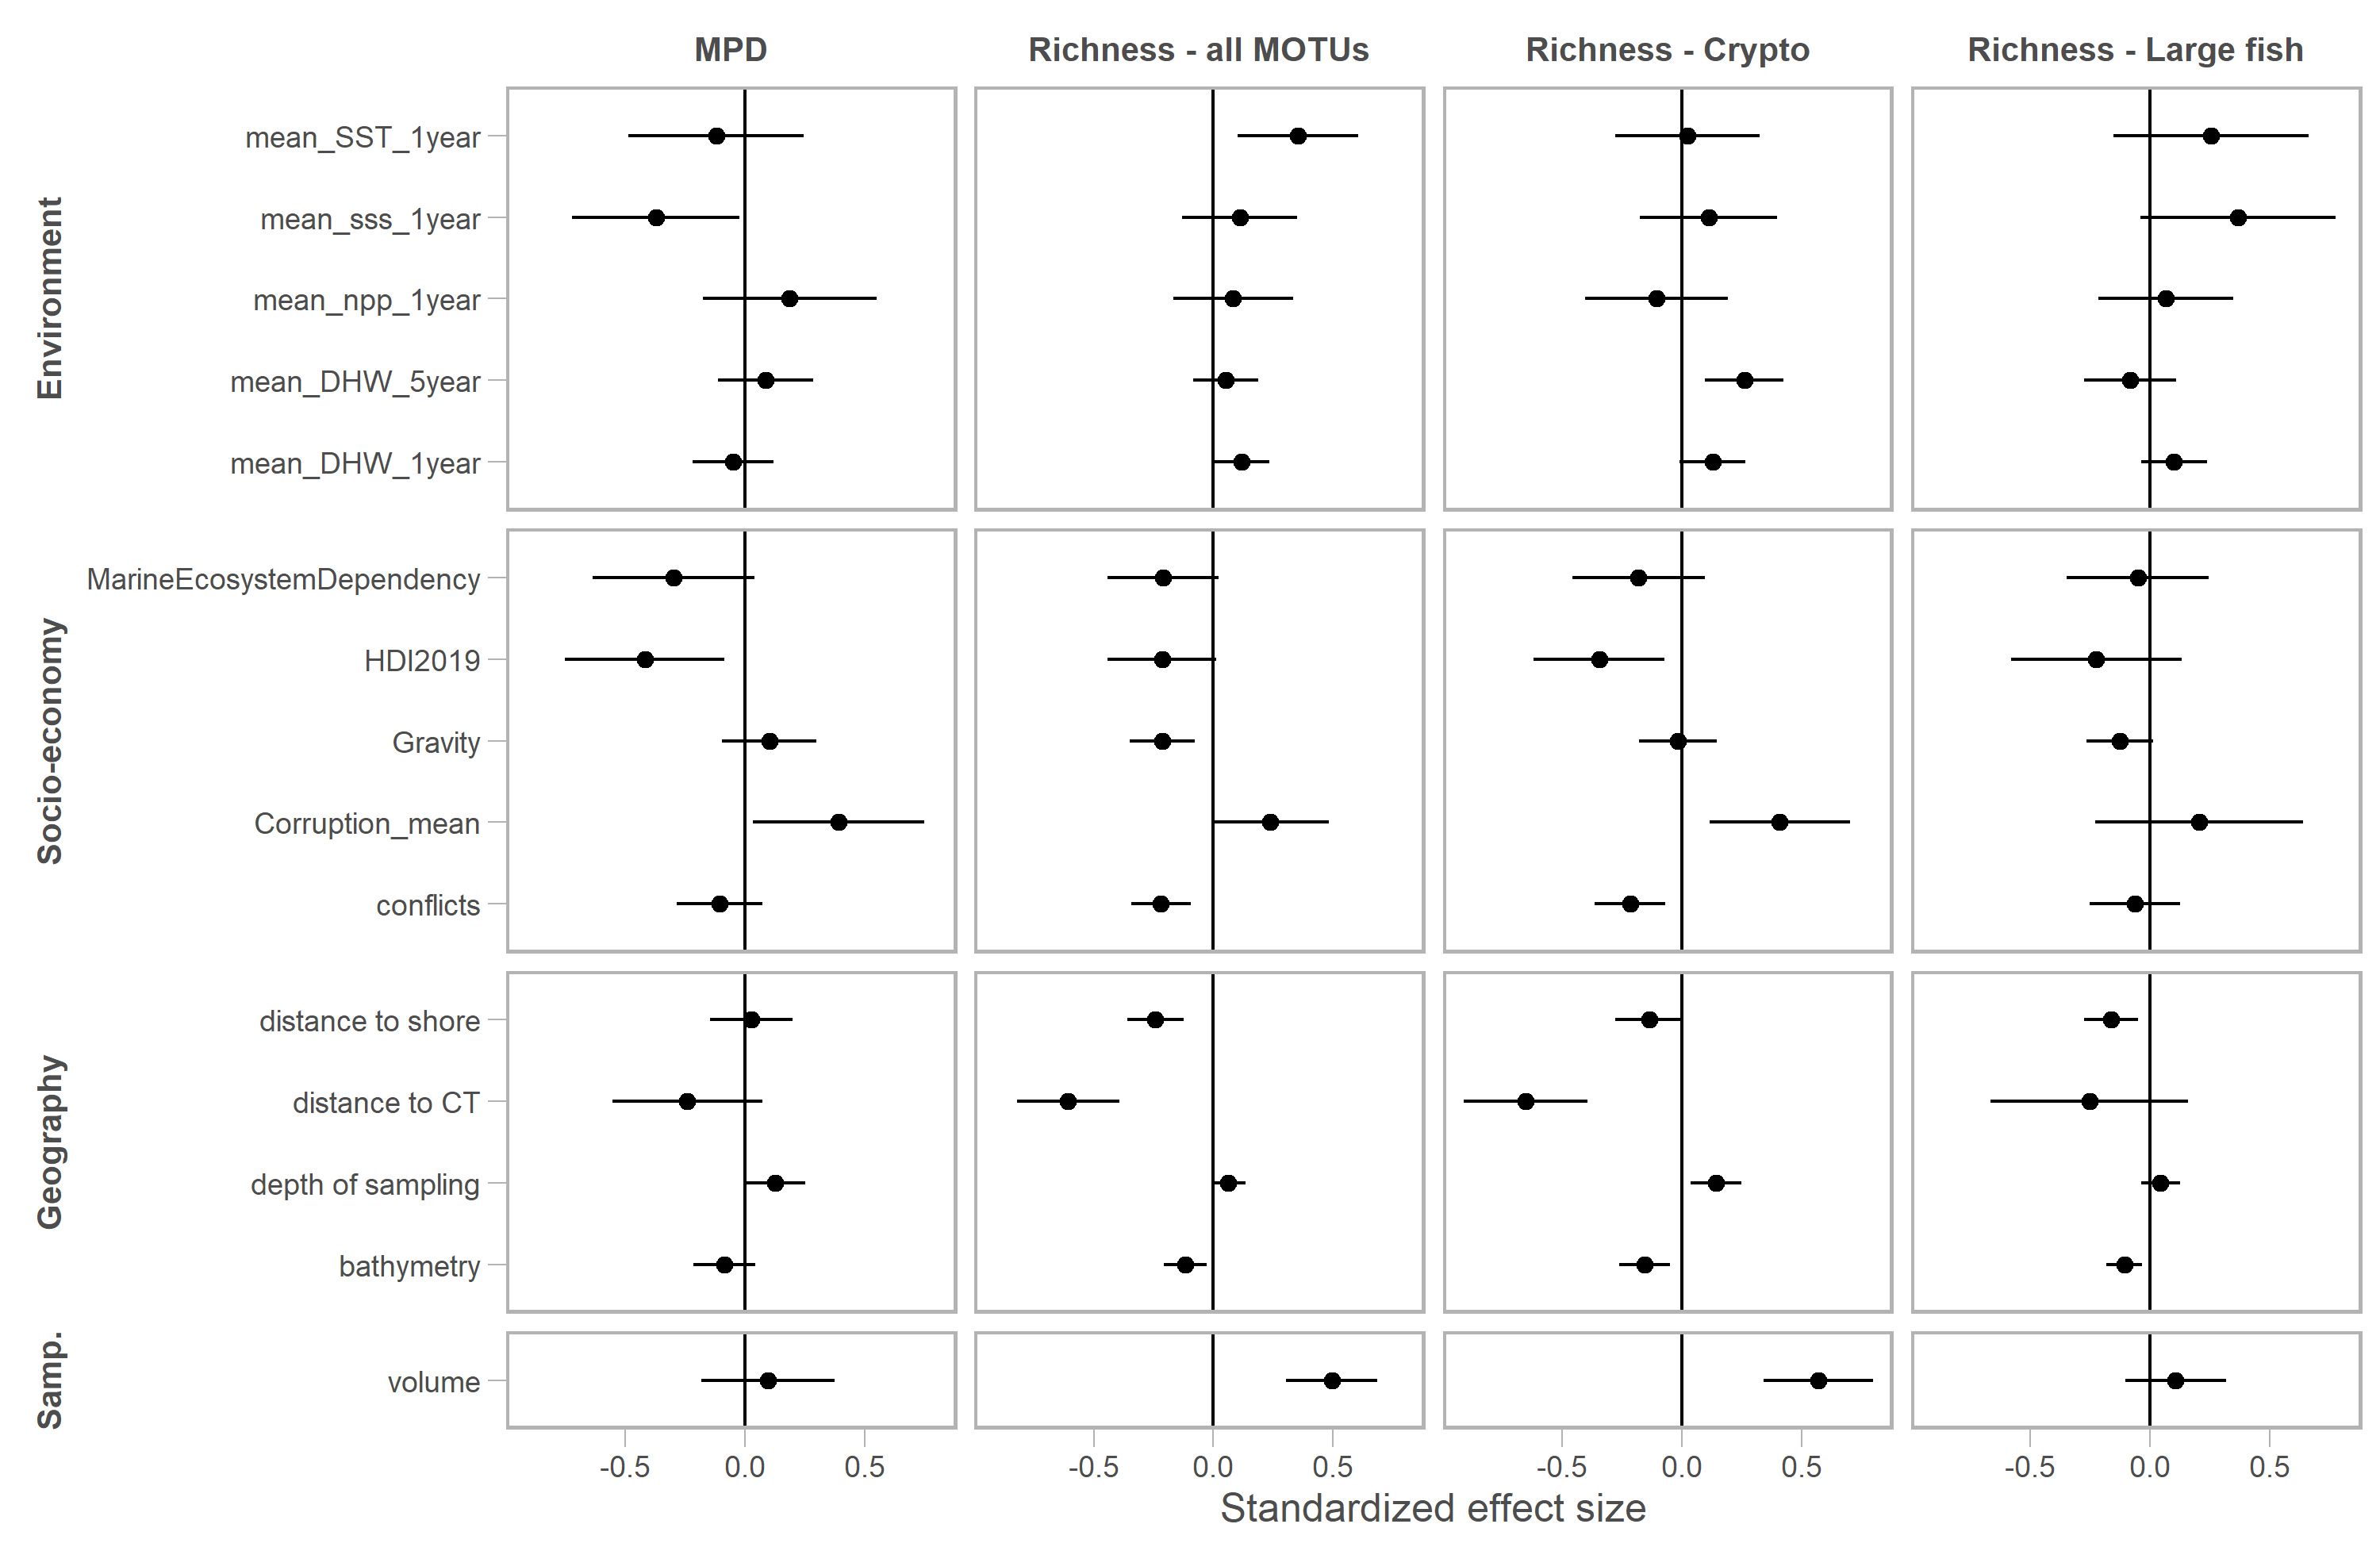 MPD
Richness - all MOTUs
Richness - Crypto
Richness - Large fish
Environment
mean_SST_1year
mean_sss_1year
mean_npp_1year
mean_DHW_5year
mean_DHW_1year
Socio-economy
MarineEcosystemDependency
HDI2019
Gravity
Corruption_mean
conflicts
Geography
distance to shore
distance to CT
depth of sampling
bathymetry
Samp.
volume
-0.5 0.0 0.5 -0.5 0.0 0.5 -0.5 0.0 0.5 -0.5 0.0 0.5
Standardized effect size